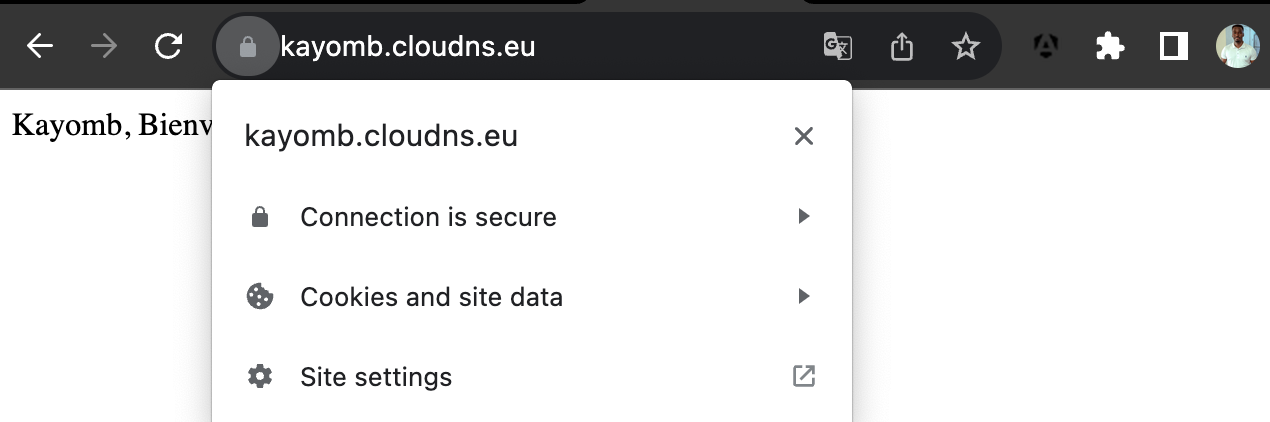 kayomb.cloudns.eu
Kayomb, Bienv
kayomb.cloudns.eu
Connection is secure
Cookies and site data
Site settings